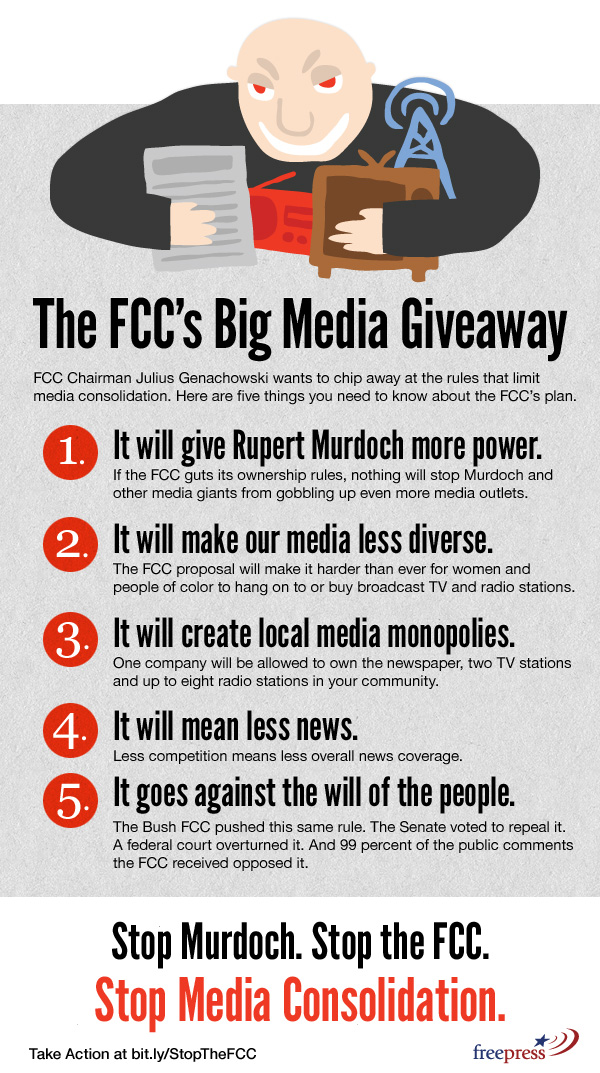 The FCC's Big Media Giveaway
FCC Chairman Julius Genachowski wants to chip away at the rules that limit
media consolidation. Here are five things you need to know about the FCC's plan.
1. It will give Rupert Murdoch more power.
If the FCC guts its ownership rules, nothing will stop Murdoch and
other media giants from gobbling up even more media outlets.
2. It will make our media less diverse.
The FCC proposal will make it harder than ever for women and
people of color to hang on to or buy broadcast TV and radio stations.
3. It will create local media monopolies.
One company will be allowed to own the newspaper, two TV stations
and up to eight radio stations in your community.
4. It will mean less news.
Less competition means less overall news coverage.
5. It goes against the will of the people.
The Bush FCC pushed this same rule. The Senate voted to repeal it.
A federal court overturned it. And 99 percent of the public comments
the FCC received opposed it.
Stop Murdoch. Stop the FCC.
Stop Media Consolidation.
Take Action at bit.ly/StopTheFCC
freepress